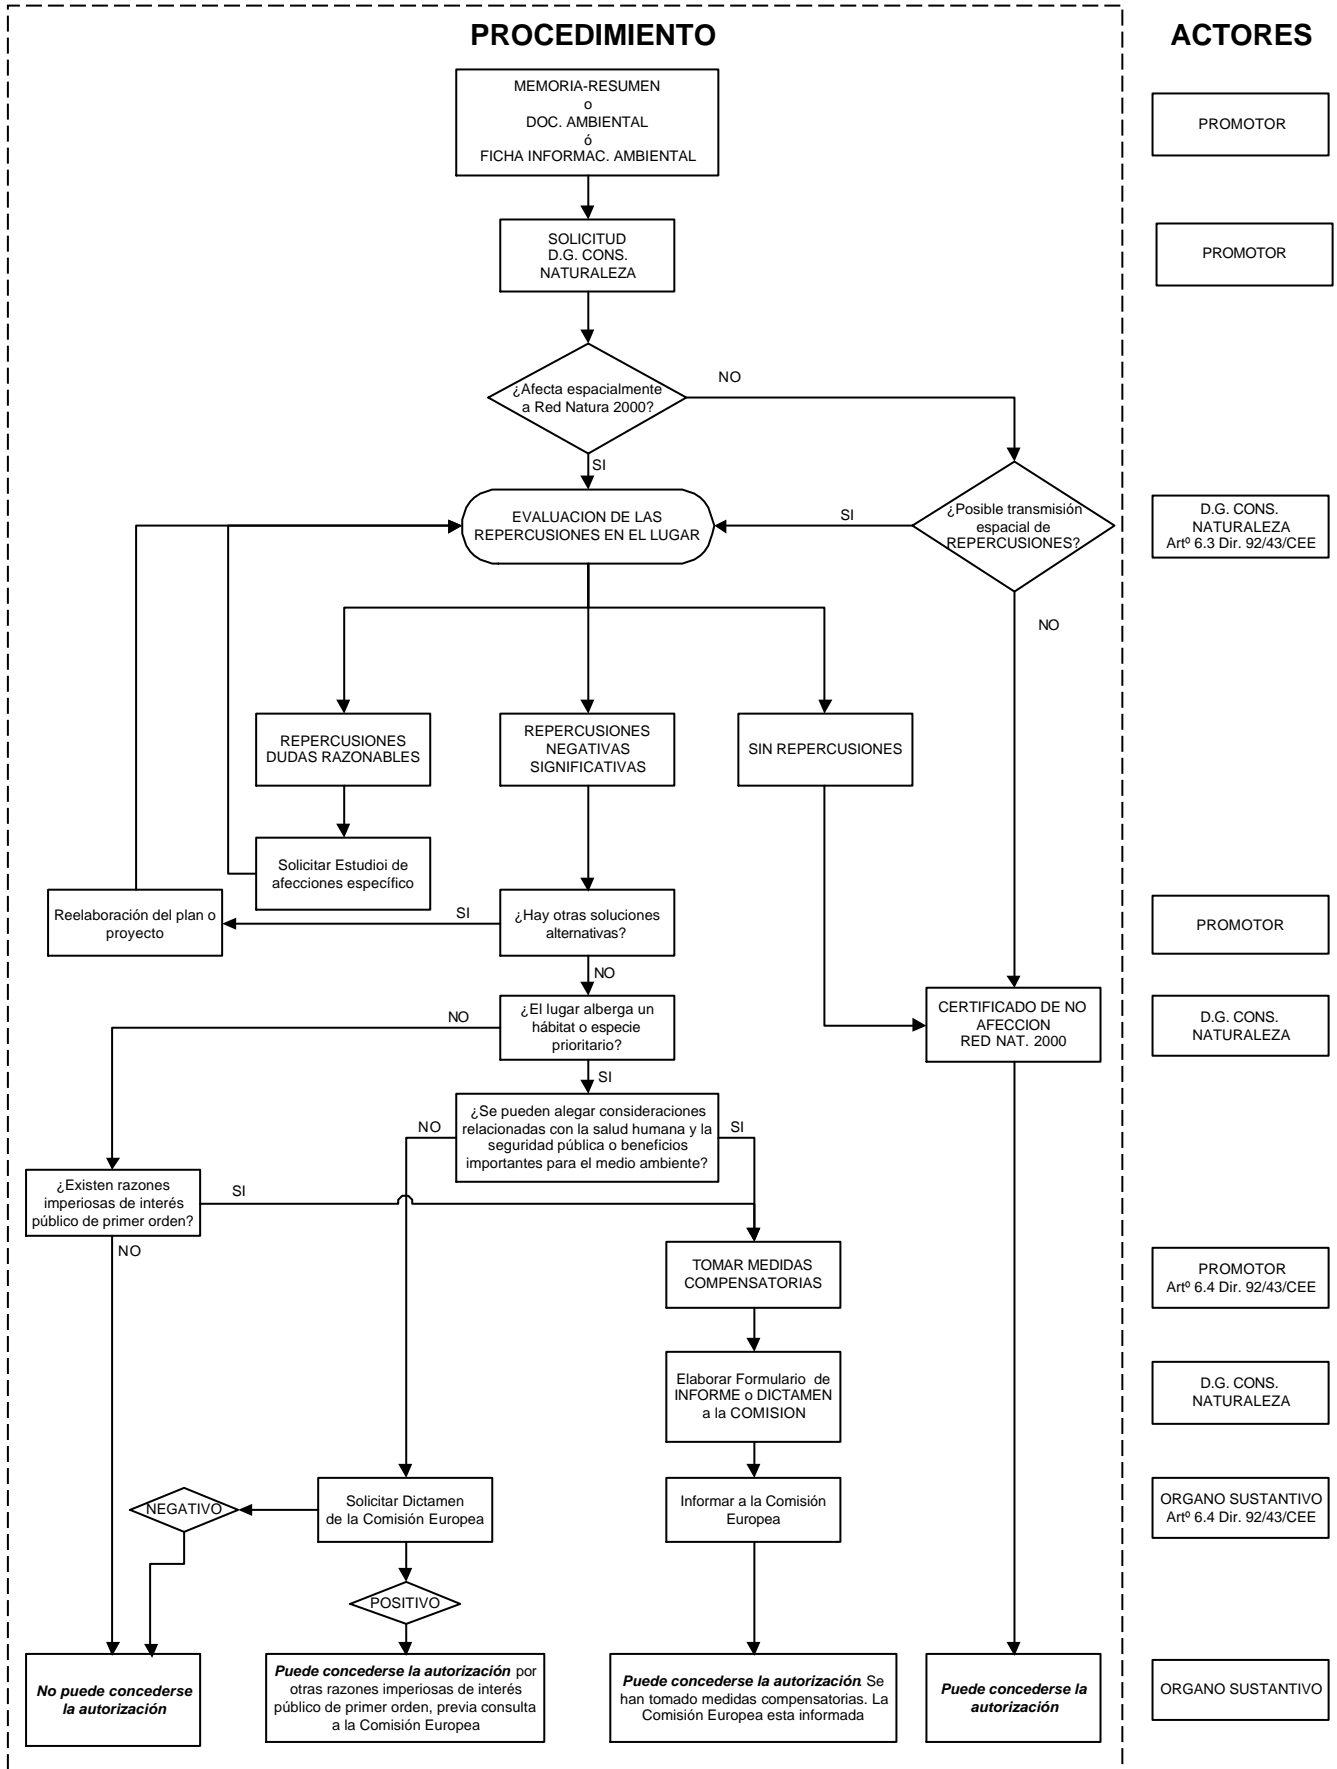 PROCEDIMIENTO
ACTORES
MEMORIA-RESUMEN
o
DOC. AMBIENTAL
ó
FICHA INFORMAC. AMBIENTAL
PROMOTOR
SOLICITUD
D.G. CONS.
NATURALEZA
PROMOTOR
¿Afecta espacialmente
a Red Natura 2000?
NO
SI
EVALUACION DE LAS
REPERCUSIONES EN EL LUGAR
SI
¿Posible transmisión
espacial de
REPERCUSIONES?
D.G. CONS.
NATURALEZA
Artº 6.3 Dir. 92/43/CEE
NO
REPERCUSIONES
DUDAS RAZONABLES
REPERCUSIONES
NEGATIVAS
SIGNIFICATIVAS
SIN REPERCUSIONES
Solicitar Estudioi de
afecciones específico
Reelaboración del plan o
proyecto
SI
¿Hay otras soluciones
alternativas?
PROMOTOR
NO
NO
¿El lugar alberga un
hábitat o especie
prioritario?
CERTIFICADO DE NO
AFECCION
RED NAT. 2000
D.G. CONS.
NATURALEZA
SI
NO
¿Se pueden alegar consideraciones
relacionadas con la salud humana y la
seguridad pública o beneficios
importantes para el medio ambiente?
SI
¿Existen razones
imperiosas de interés
público de primer orden?
SI
NO
TOMAR MEDIDAS
COMPENSATORIAS
PROMOTOR
Artº 6.4 Dir. 92/43/CEE
Elaborar Formulario de
INFORME o DICTAMEN
a la COMISION
D.G. CONS.
NATURALEZA
NEGATIVO
Solicitar Dictamen
de la Comisión Europea
Informar a la Comisión
Europea
ORGANO SUSTANTIVO
Artº 6.4 Dir. 92/43/CEE
POSITIVO
No puede concederse
la autorización
Puede concederse la autorización por
otras razones imperiosas de interés
público de primer orden, previa consulta
a la Comisión Europea
Puede concederse la autorización. Se
han tomado medidas compensatorias. La
Comisión Europea esta informada
Puede concederse la
autorización
ORGANO SUSTANTIVO